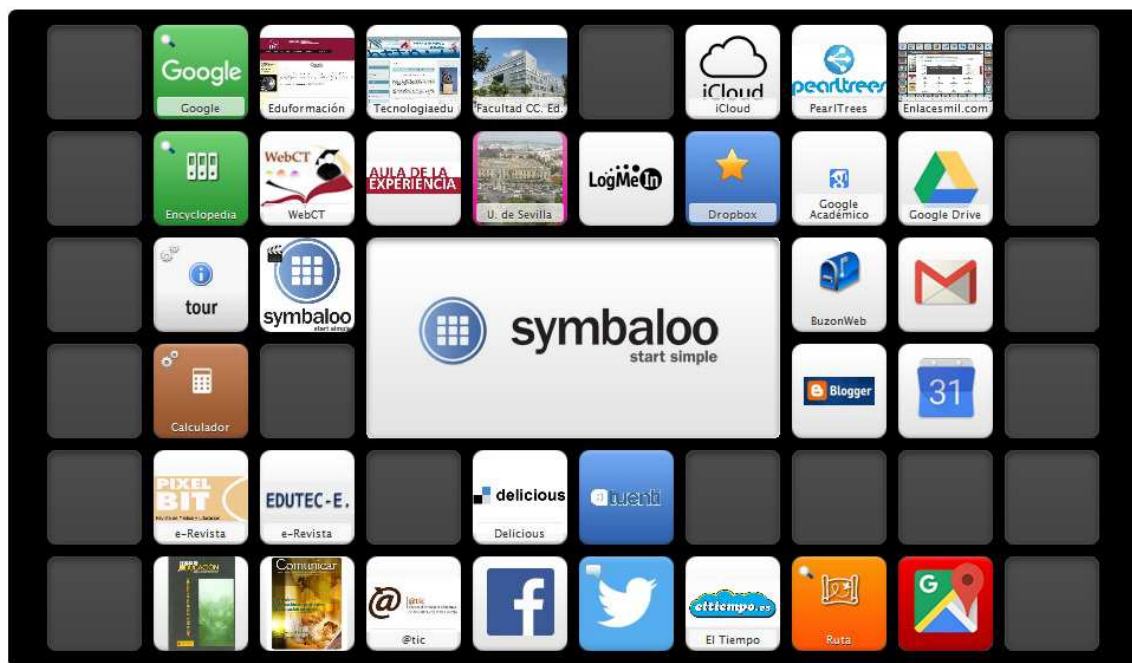 Google
Google
Eduformación
Tecnologiaedu
Facultad CC. Ed.
iCloud
iCloud
pearltrees
PearlTrees
Enlacesmil.com
Encyclopedia
WebCT
WebCT
AULA DE LA
EXPERIENCIA
U. de Sevilla
LogMeIn
Dropbox
Google
Académico
Google Drive
tour
symbaloo
start simple
symbaloo
start simple
BuzonWeb
Calculador
Blogger
31
PIXEL
BIT
e-Revista
EDUTEC-E.
e-Revista
delicious
Delicious
tuenti
Comunicar
@
@tic
@tic
f
eltiempo.es
El Tiempo
Ruta
G